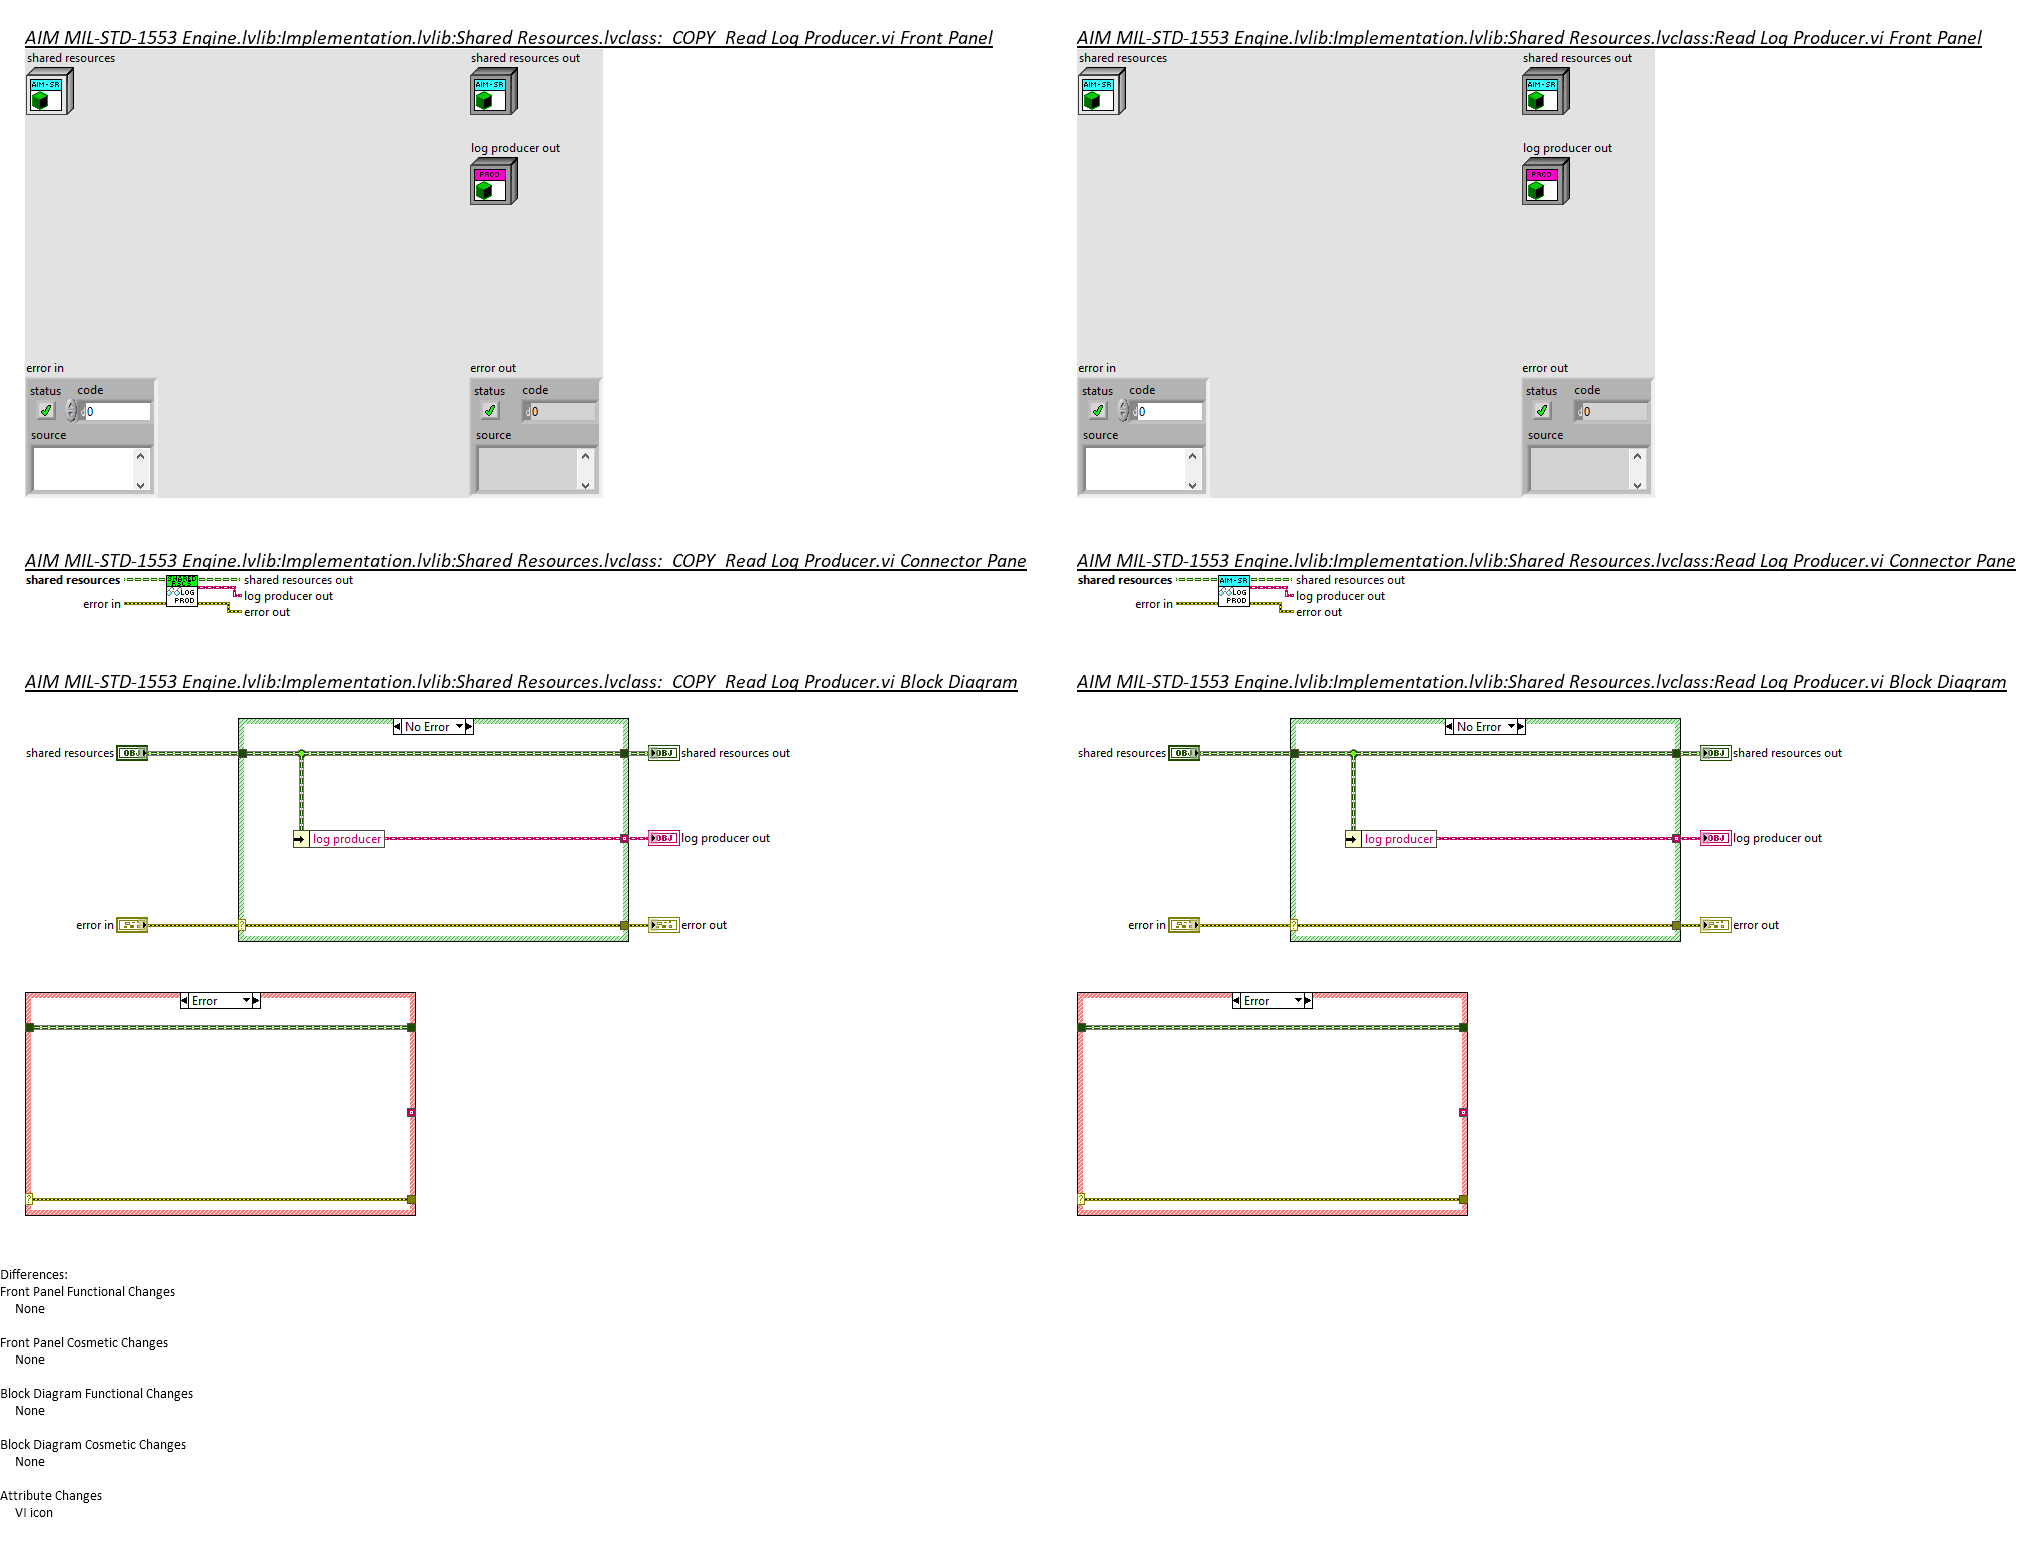 AIM MIL-STD-1553 Engine.lvlib:Implementation.lvlib:Shared Resources.lvclass:  COPY  Read Log Producer.vi Front Panel
shared resources
shared resources out
AIM-SR
AIM-SR
log producer out
PROD
error in
error out
status code
status code
0
0
source
source
AIM MIL-STD-1553 Engine.lvlib:Implementation.lvlib:Shared Resources.lvclass:Read Log Producer.vi Front Panel
shared resources
shared resources out
AIM-SR
AIM-SR
log producer out
PROD
error in
error out
status code
status code
0
0
source
source
AIM MIL-STD-1553 Engine.lvlib:Implementation.lvlib:Shared Resources.lvclass:  COPY  Read Log Producer.vi Connector Pane
shared resources
SHARED
shared resources out
LOG
log producer out
error in
PROD
error out
AIM MIL-STD-1553 Engine.lvlib:Implementation.lvlib:Shared Resources.lvclass:Read Log Producer.vi Connector Pane
shared resources
AIM-SR
shared resources out
LOG
log producer out
error in
PROD
error out
AIM MIL-STD-1553 Engine.lvlib:Implementation.lvlib:Shared Resources.lvclass:  COPY  Read Log Producer.vi Block Diagram
No Error
shared resources OBJ
OBJ shared resources out
log producer
OBJ log producer out
error in
?
error out
Error
?
AIM MIL-STD-1553 Engine.lvlib:Implementation.lvlib:Shared Resources.lvclass:Read Log Producer.vi Block Diagram
No Error
shared resources OBJ
OBJ shared resources out
log producer
OBJ log producer out
error in
?
error out
Error
?
Differences:
Front Panel Functional Changes
None
Front Panel Cosmetic Changes
None
Block Diagram Functional Changes
None
Block Diagram Cosmetic Changes
None
Attribute Changes
VI icon